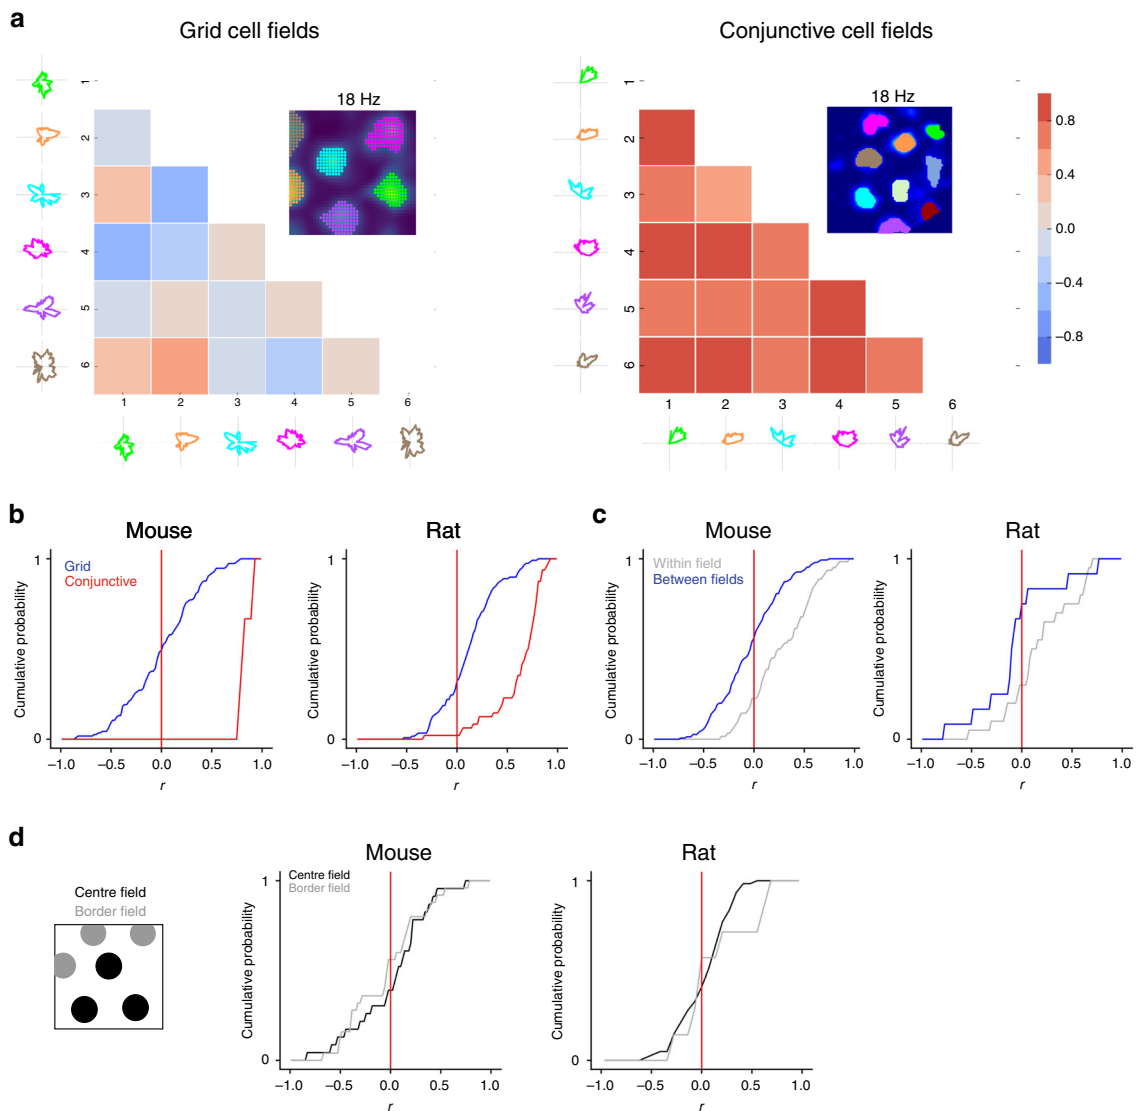 a
Grid cell fields
Conjunctive cell fields
18 Hz
18 Hz
1
2
3
4
5
6
1 2 3 4 5 6
1
2
3
4
5
6
1 2 3 4 5 6
0.8
0.4
0.0
−0.4
−0.8
b
Mouse
Grid
Conjunctive
Cumulative probability
1
0
−1.0 −0.5 0.0 0.5 1.0
r
Rat
Cumulative probability
1
0
−1.0 −0.5 0.0 0.5 1.0
r
c
Mouse
Within field
Between fields
Cumulative probability
1
0
−1.0 −0.5 0.0 0.5 1.0
r
Rat
Cumulative probability
1
0
−1.0 −0.5 0.0 0.5 1.0
r
d
Centre field
Border field
Mouse
Centre field
Border field
Cumulative probability
1
0
−1.0 −0.5 0.0 0.5 1.0
r
Rat
Cumulative probability
1
0
−1.0 −0.5 0.0 0.5 1.0
r